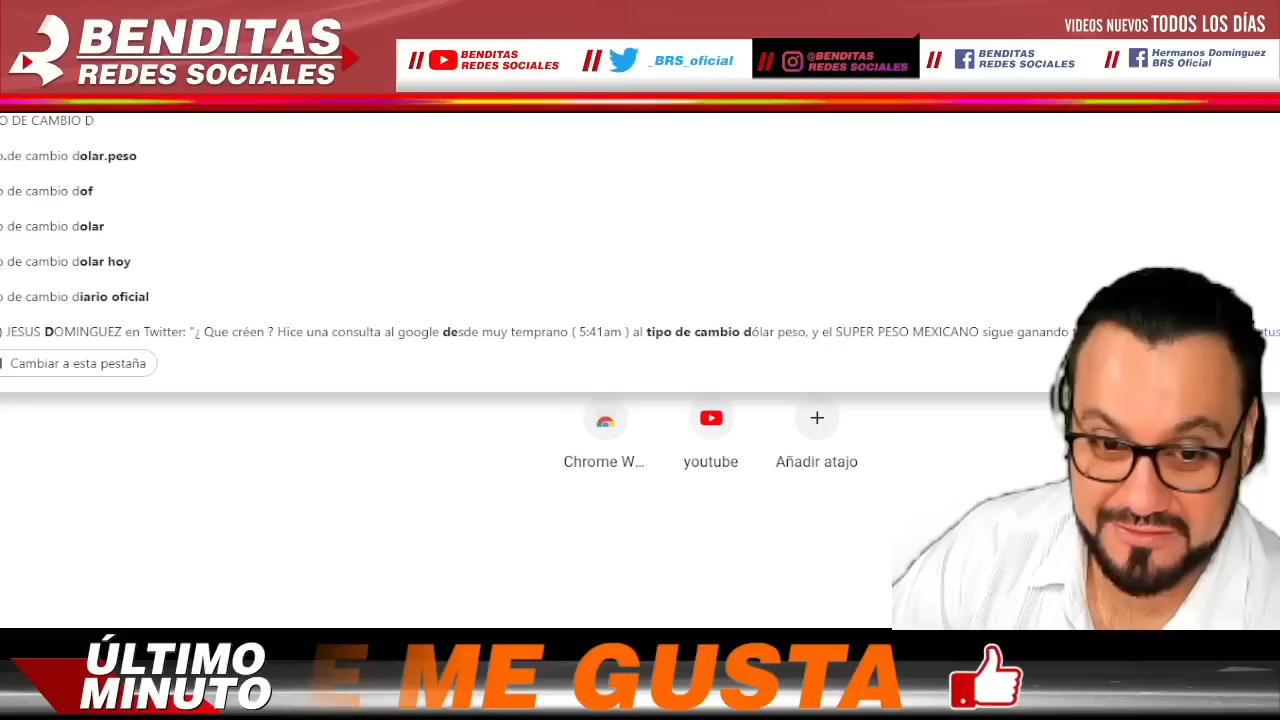 BENDITAS
REDES SOCIALES
VIDEOS NUEVOS TODOS LOS DÍAS
// BENDITAS REDES SOCIALES
// _BRS_oficial
// @BENDITAS REDES SOCIALES
// BENDITAS REDES SOCIALES
// Hermanos Dominguez BRS Oficial
O DE CAMBIO D
o.de cambio dolar.peso
o de cambio dof
o de cambio dolar
o de cambio dolar hoy
o de cambio diario oficial
) JESUS DOMINGUEZ en Twitter: "¿ Que créen ? Hice una consulta al google desde muy temprano ( 5:41am ) al tipo de cambio dólar peso, y el SUPER PESO MEXICANO sigue ganando
Cambiar a esta pestaña
Chrome W...
youtube
Añadir atajo
ÚLTIMO
MINUTO
E ME GUSTA